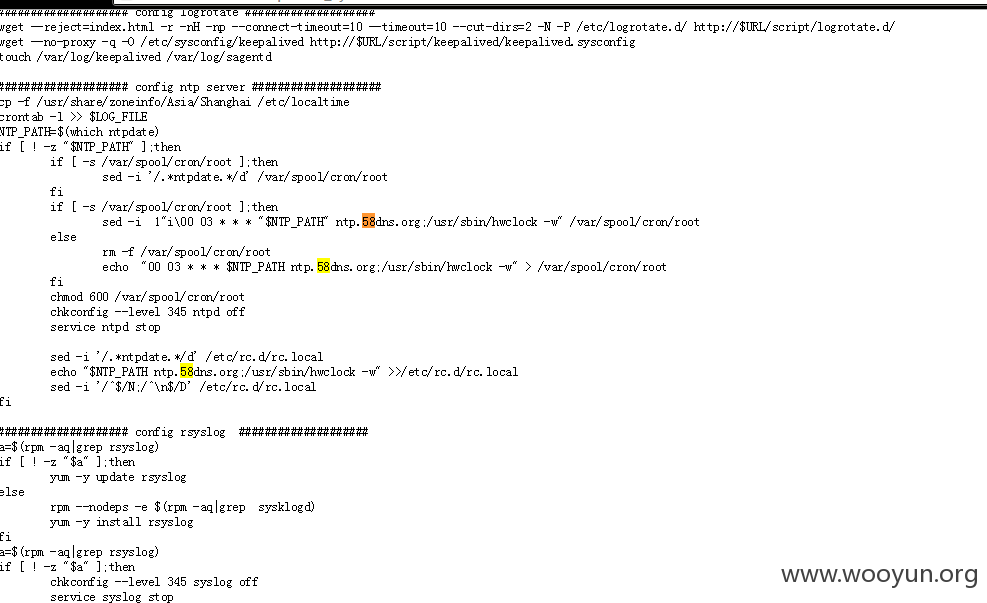 #################### config logrotate ####################
wget --reject=index.html -r -nH -np --connect-timeout=10 --timeout=10 --cut-dirs=2 -N -P /etc/logrotate.d/ http://$URL/script/logrotate.d/
wget --no-proxy -q -O /etc/sysconfig/keepalived http://$URL/script/keepalived/keepalived.sysconfig
touch /var/log/keepalived /var/log/sagentd
#################### config ntp server ####################
cp -f /usr/share/zoneinfo/Asia/Shanghai /etc/localtime
crontab -l >> $LOG_FILE
NTP_PATH=$(which ntpdate)
if [ ! -z "$NTP_PATH" ];then
if [ -s /var/spool/cron/root ];then
sed -i '/.*ntpdate.*/d' /var/spool/cron/root
fi
if [ -s /var/spool/cron/root ];then
sed -i  1"i\00 03 * * * "$NTP_PATH" ntp.58dns.org;/usr/sbin/hwclock -w" /var/spool/cron/root
else
rm -f /var/spool/cron/root
echo  "00 03 * * * $NTP_PATH ntp.58dns.org;/usr/sbin/hwclock -w" > /var/spool/cron/root
fi
chmod 600 /var/spool/cron/root
chkconfig --level 345 ntpd off
service ntpd stop
sed -i '/.*ntpdate.*/d' /etc/rc.d/rc.local
echo "$NTP_PATH ntp.58dns.org;/usr/sbin/hwclock -w" >>/etc/rc.d/rc.local
sed -i '/^$/N;/^\n$/D' /etc/rc.d/rc.local
fi
#################### config rsyslog  ####################
a=$(rpm -aq|grep rsyslog)
if [ ! -z "$a" ];then
yum -y update rsyslog
else
rpm --nodeps -e $(rpm -aq|grep  sysklogd)
yum -y install rsyslog
fi
a=$(rpm -aq|grep rsyslog)
if [ ! -z "$a" ];then
chkconfig --level 345 syslog off
service syslog stop
www.wooyun.org